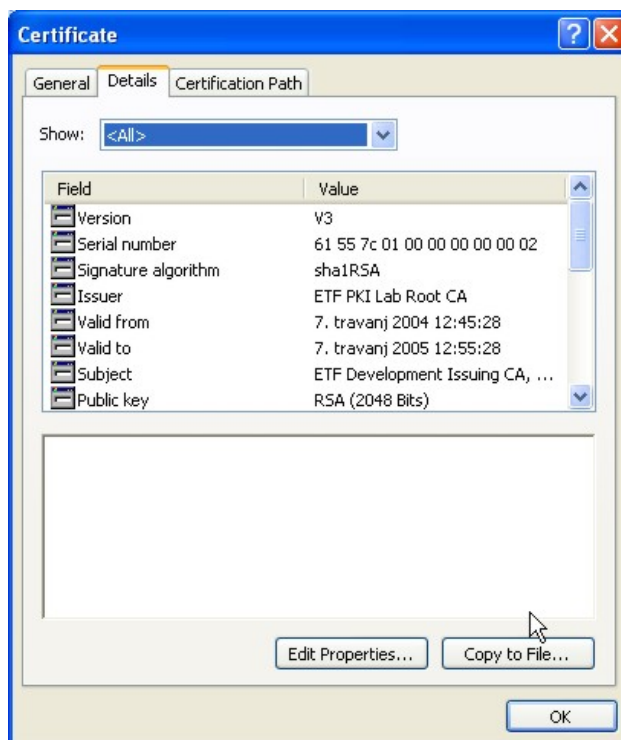 Certificate
General Details Certification Path
Show: <All>
Field Value
Version V3
Serial number 61 55 7c 01 00 00 00 00 00 02
Signature algorithm sha1RSA
Issuer ETF PKI Lab Root CA
Valid from 7. travanj 2004 12:45:28
Valid to 7. travanj 2005 12:55:28
Subject ETF Development Issuing CA, ...
Public key RSA (2048 Bits)
Edit Properties... Copy to File...
OK